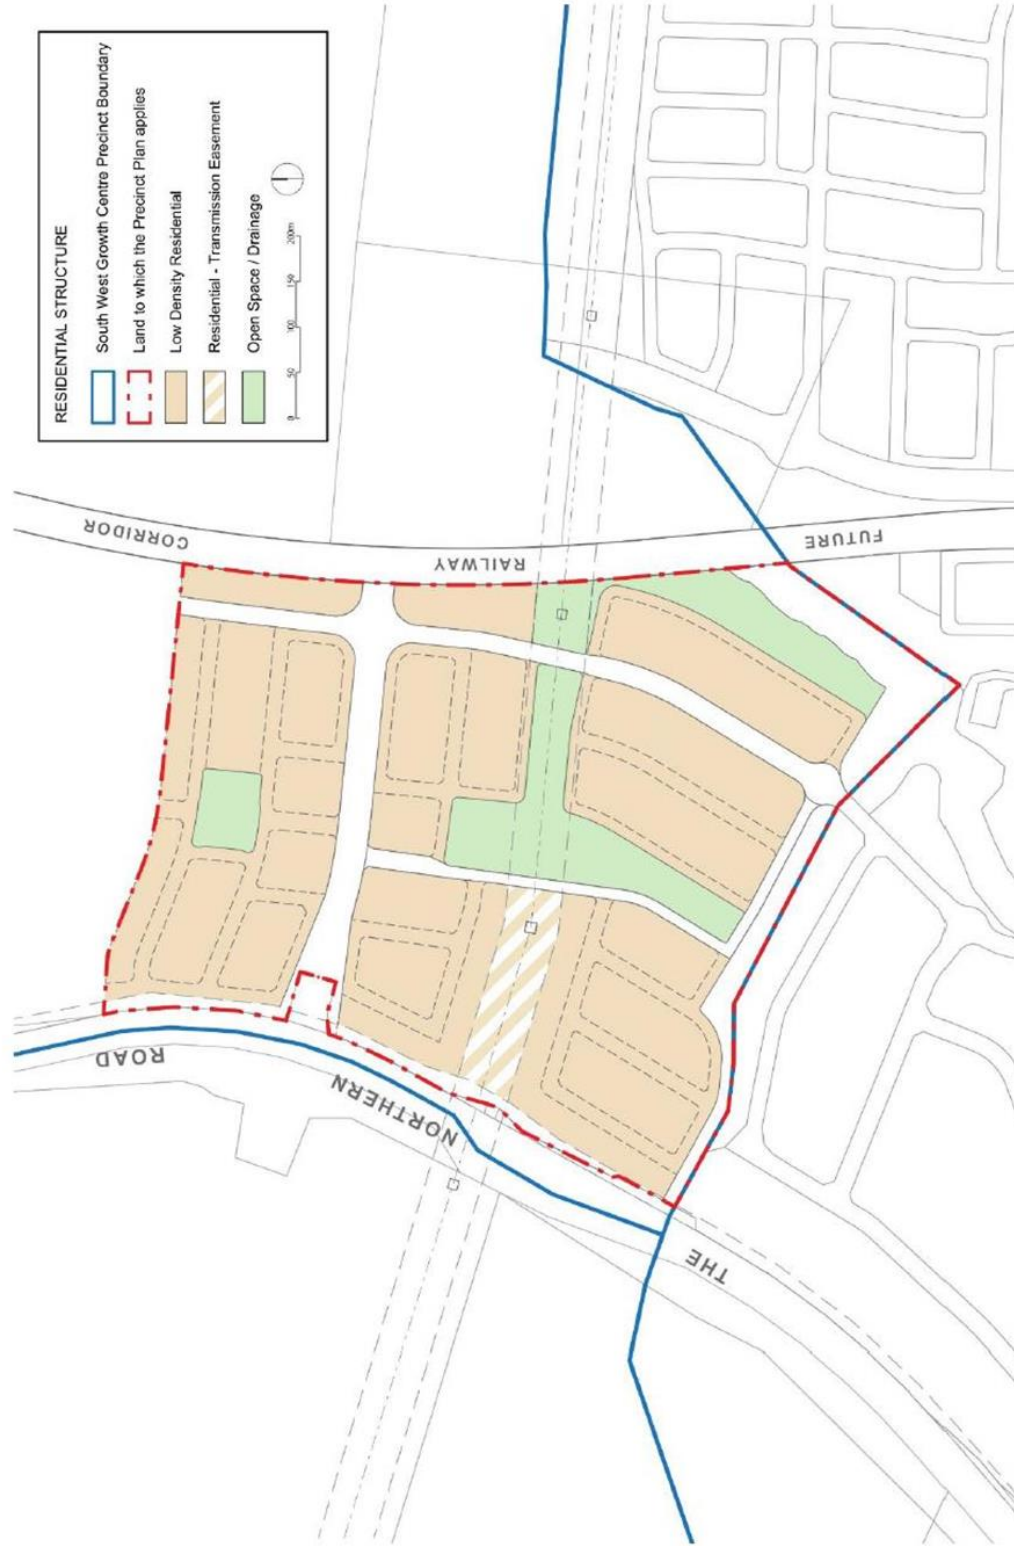 RESIDENTIAL STRUCTURE
South West Growth Centre Precinct Boundary
Land to which the Precinct Plan applies
Low Density Residential
Residential - Transmission Easement
Open Space / Drainage
0 50 100 150 200m
THE NORTHERN ROAD
FUTURE RAILWAY CORRIDOR